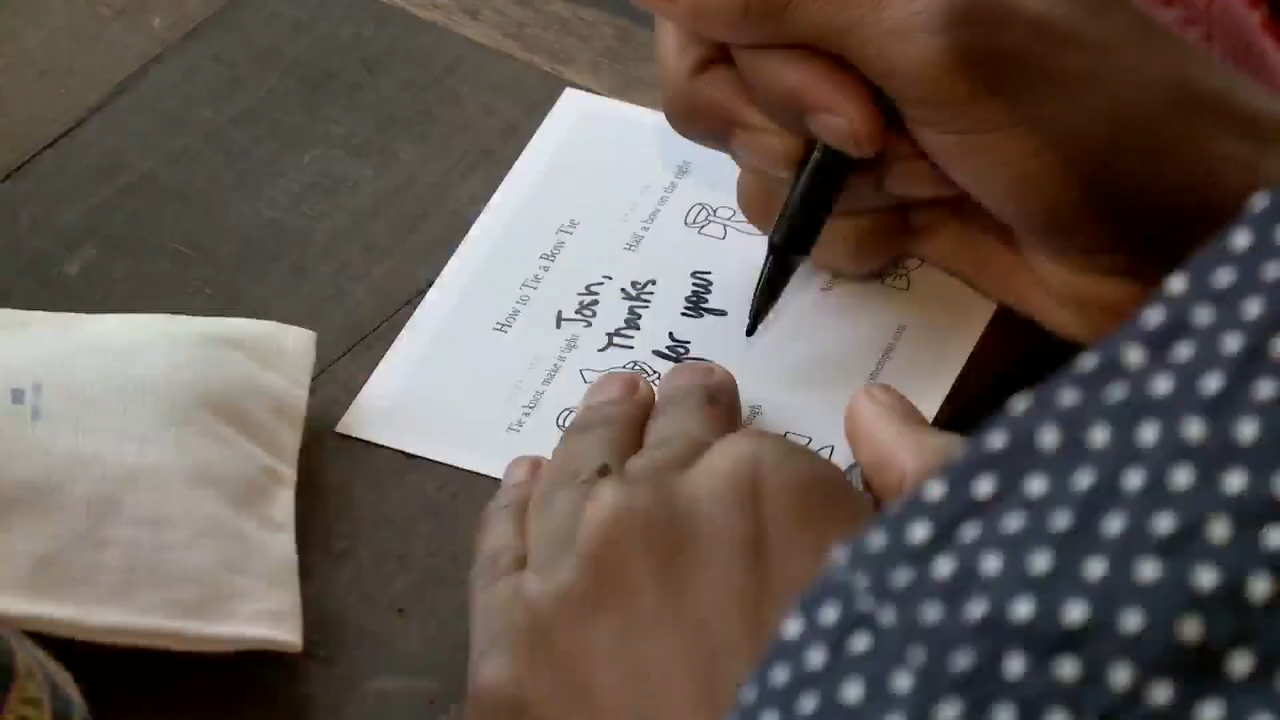 How to Tie a Bow Tie
Tie a knot, make it tight
Half a bow on the right
Josh,
Thanks
for your